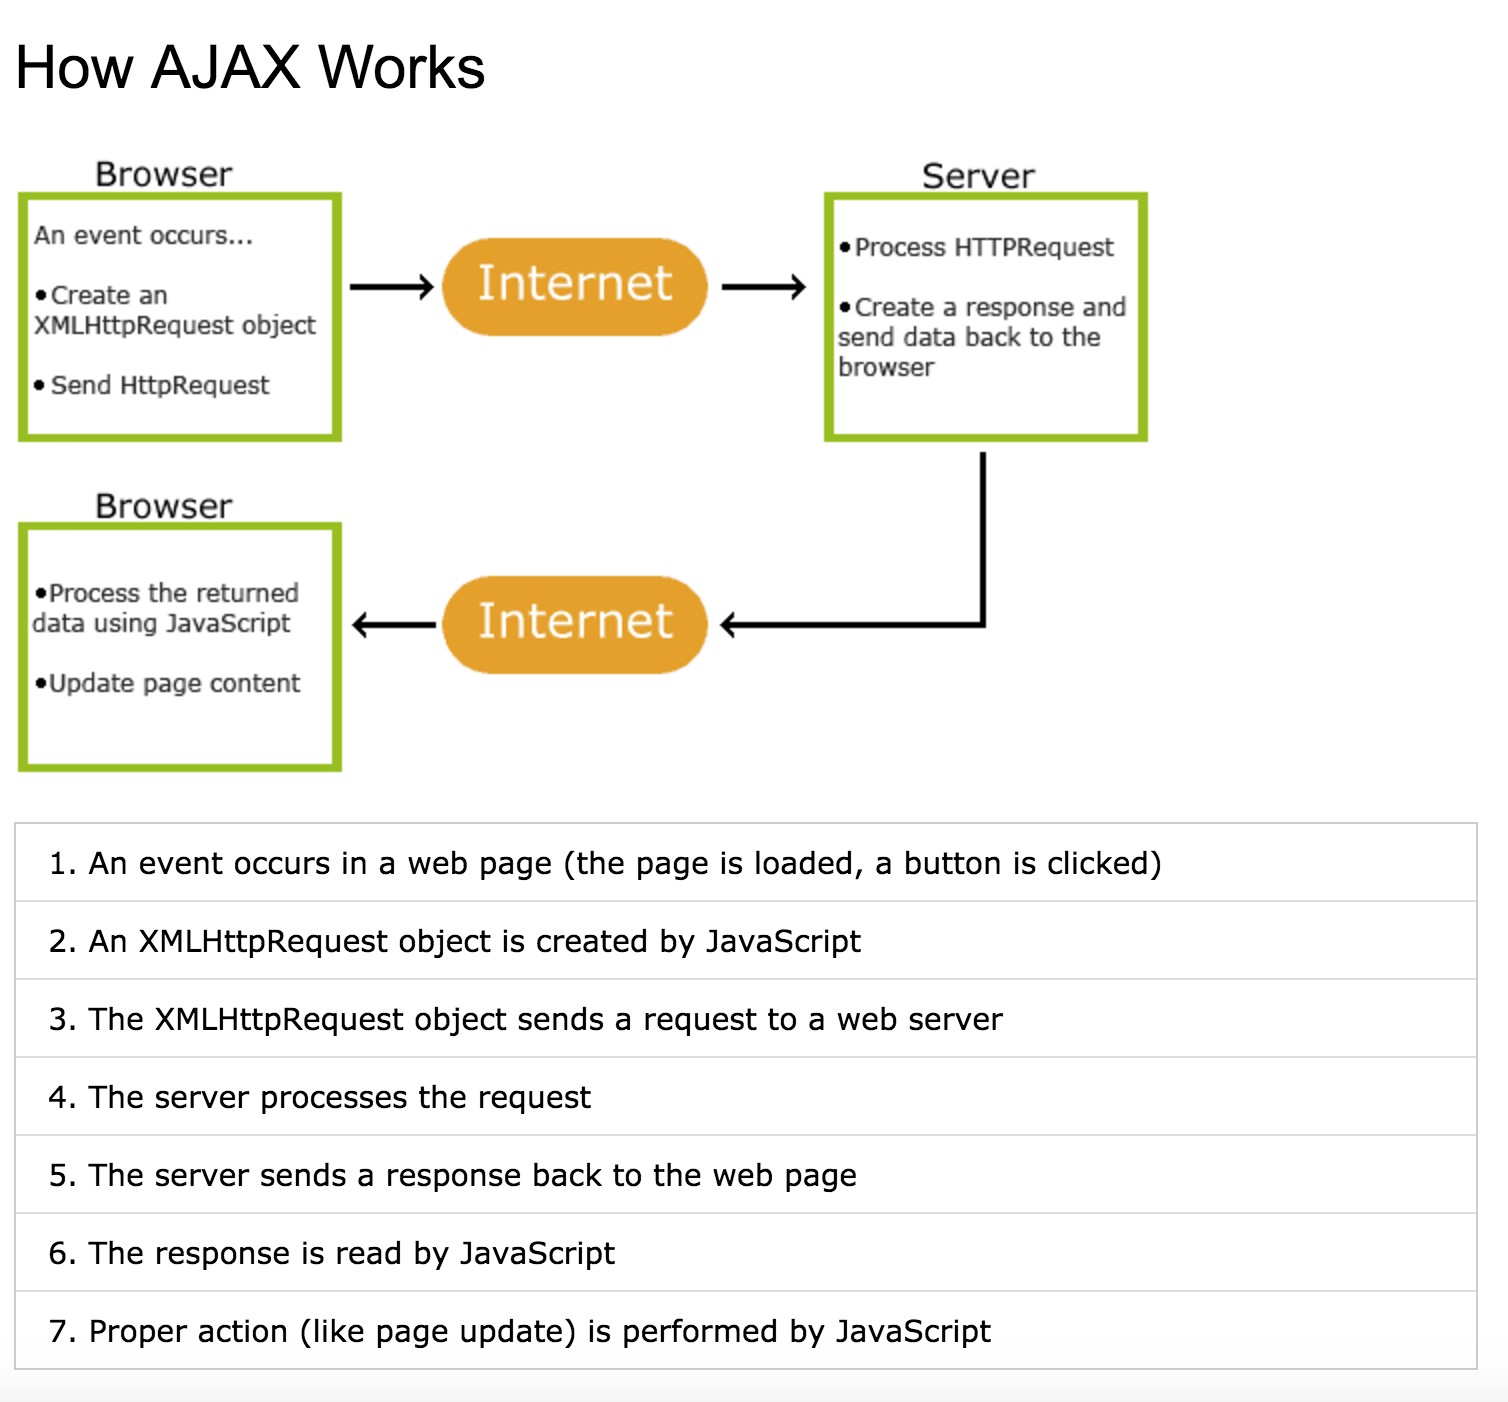 How AJAX Works
Browser
An event occurs...
•Create an
XMLHttpRequest object
• Send HttpRequest
Internet
Server
•Process HTTPRequest
•Create a response and
send data back to the
browser
Browser
•Process the returned
data using JavaScript
•Update page content
Internet
1. An event occurs in a web page (the page is loaded, a button is clicked)
2. An XMLHttpRequest object is created by JavaScript
3. The XMLHttpRequest object sends a request to a web server
4. The server processes the request
5. The server sends a response back to the web page
6. The response is read by JavaScript
7. Proper action (like page update) is performed by JavaScript